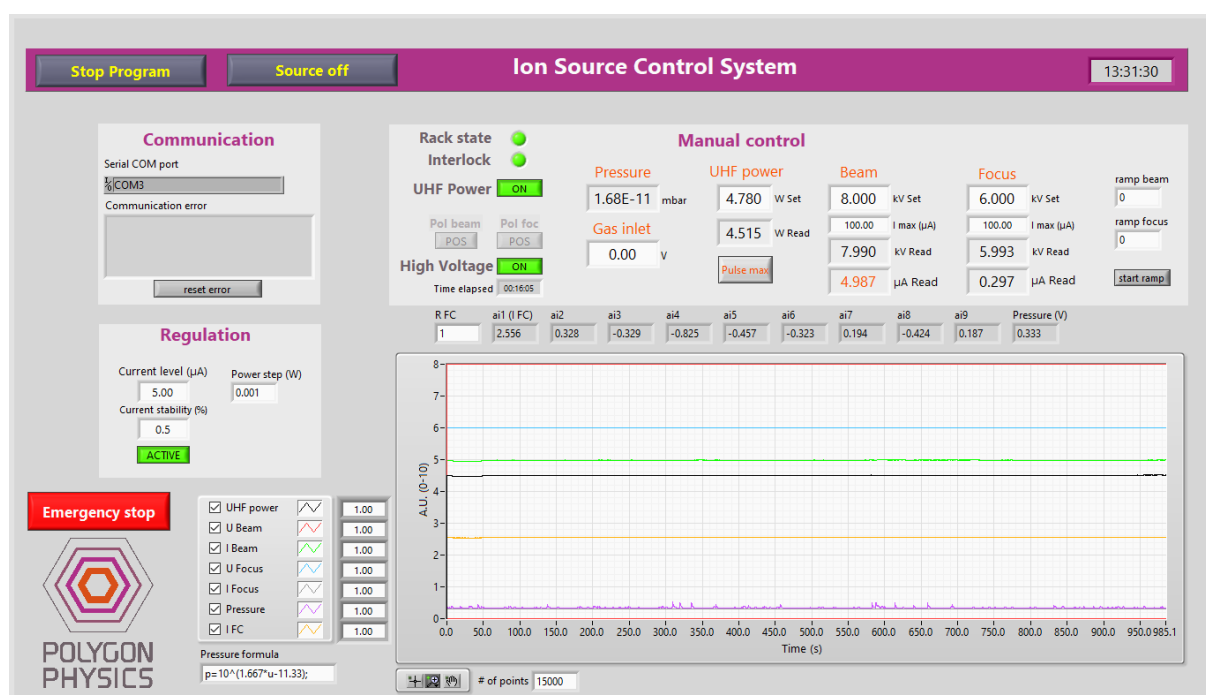 Stop Program
Source off
Ion Source Control System
13:31:30
Communication
Serial COM port
COM3
Communication error
reset error
Regulation
Current level (µA)
Power step (W)
5.00
0.001
Current stability (%)
0.5
ACTIVE
Rack state
Interlock
UHF Power
ON
Pol beam
Pol foc
POS
POS
High Voltage
ON
Time elapsed
00:16:05
Manual control
Pressure
1.68E-11 mbar
Gas inlet
0.00 V
UHF power
4.780 W Set
4.515 W Read
Pulse max
Beam
8.000 kV Set
100.00 I max (µA)
7.990 kV Read
4.987 µA Read
Focus
6.000 kV Set
100.00 I max (µA)
5.993 kV Read
0.297 µA Read
ramp beam
0
ramp focus
0
start ramp
R FC ai1 (I FC) ai2 ai3 ai4 ai5 ai6 ai7 ai8 ai9 Pressure (V)
1 2.556 0.328 -0.329 -0.825 -0.457 -0.323 0.194 -0.424 0.187 0.333
A.U. (0-10)
8
7
6
5
4
3
2
1
0
0.0 50.0 100.0 150.0 200.0 250.0 300.0 350.0 400.0 450.0 500.0 550.0 600.0 650.0 700.0 750.0 800.0 850.0 900.0 950.0 985.1
Time (s)
# of points 15000
Emergency stop
UHF power 1.00
U Beam 1.00
I Beam 1.00
U Focus 1.00
I Focus 1.00
Pressure 1.00
I FC 1.00
Pressure formula
p=10^(1.667*u-11.33);
POLYGON
PHYSICS